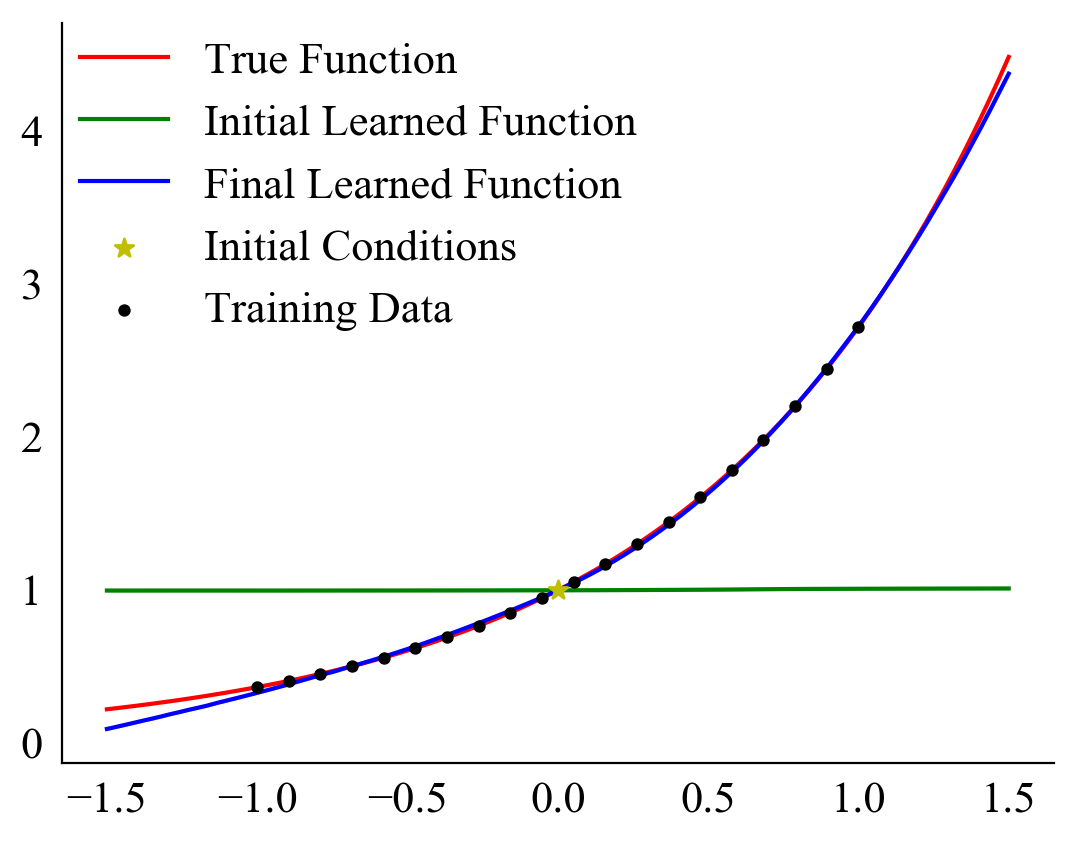 True Function
Initial Learned Function
Final Learned Function
Initial Conditions
Training Data
4
3
2
1
0
−1.5 −1.0 −0.5 0.0 0.5 1.0 1.5